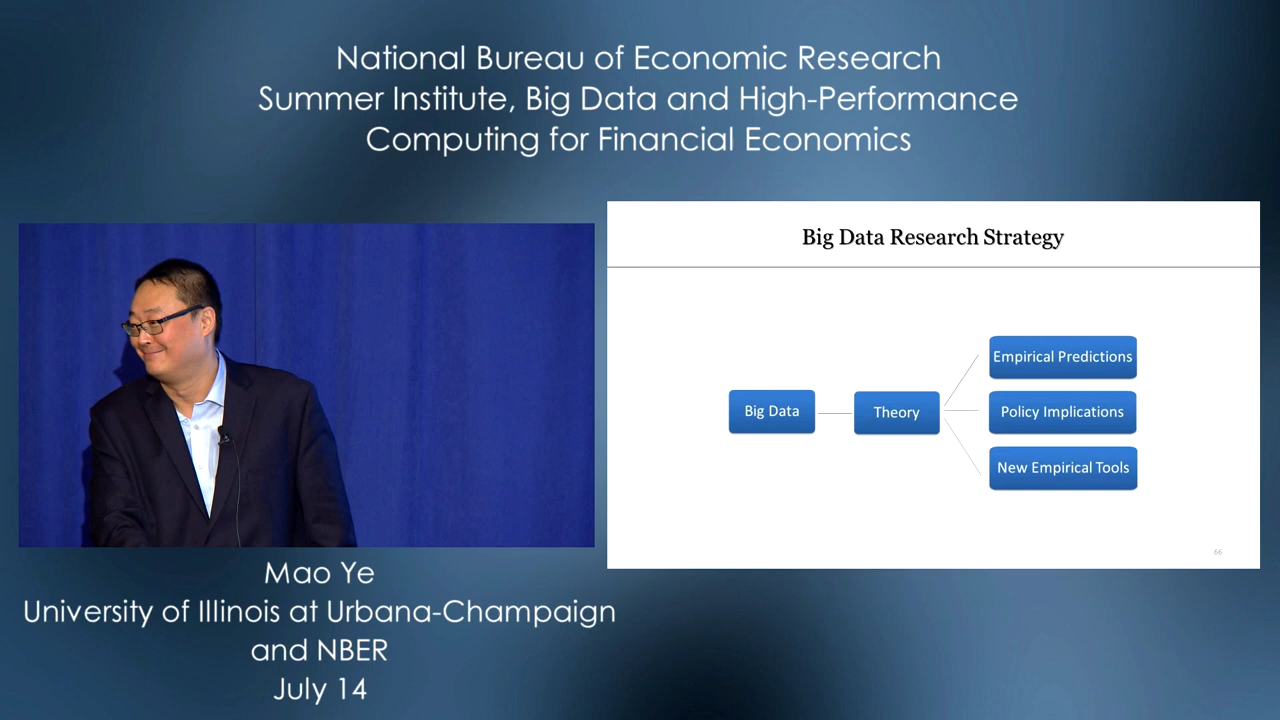 National Bureau of Economic Research
Summer Institute, Big Data and High-Performance
Computing for Financial Economics
Big Data Research Strategy
Empirical Predictions
Big Data
Theory
Policy Implications
New Empirical Tools
66
Mao Ye
University of Illinois at Urbana-Champaign
and NBER
July 14